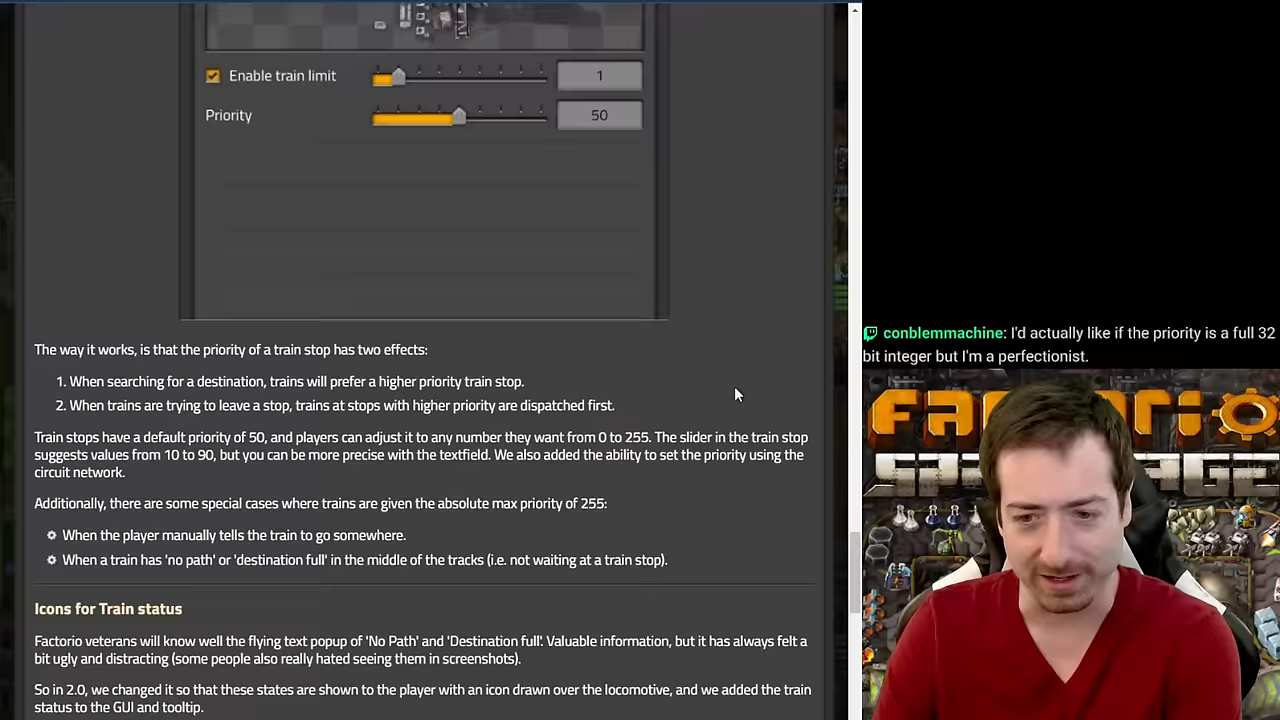 Enable train limit
1
Priority
50
The way it works, is that the priority of a train stop has two effects:
1. When searching for a destination, trains will prefer a higher priority train stop.
2. When trains are trying to leave a stop, trains at stops with higher priority are dispatched first.
Train stops have a default priority of 50, and players can adjust it to any number they want from 0 to 255. The slider in the train stop
suggests values from 10 to 90, but you can be more precise with the textfield. We also added the ability to set the priority using the
circuit network.
Additionally, there are some special cases where trains are given the absolute max priority of 255:
When the player manually tells the train to go somewhere.
When a train has 'no path' or 'destination full' in the middle of the tracks (i.e. not waiting at a train stop).
Icons for Train status
Factorio veterans will know well the flying text popup of 'No Path' and 'Destination full'. Valuable information, but it has always felt a
bit ugly and distracting (some people also really hated seeing them in screenshots).
So in 2.0, we changed it so that these states are shown to the player with an icon drawn over the locomotive, and we added the train
status to the GUI and tooltip.
conblemmachine: I'd actually like if the priority is a full 32
bit integer but I'm a perfectionist.